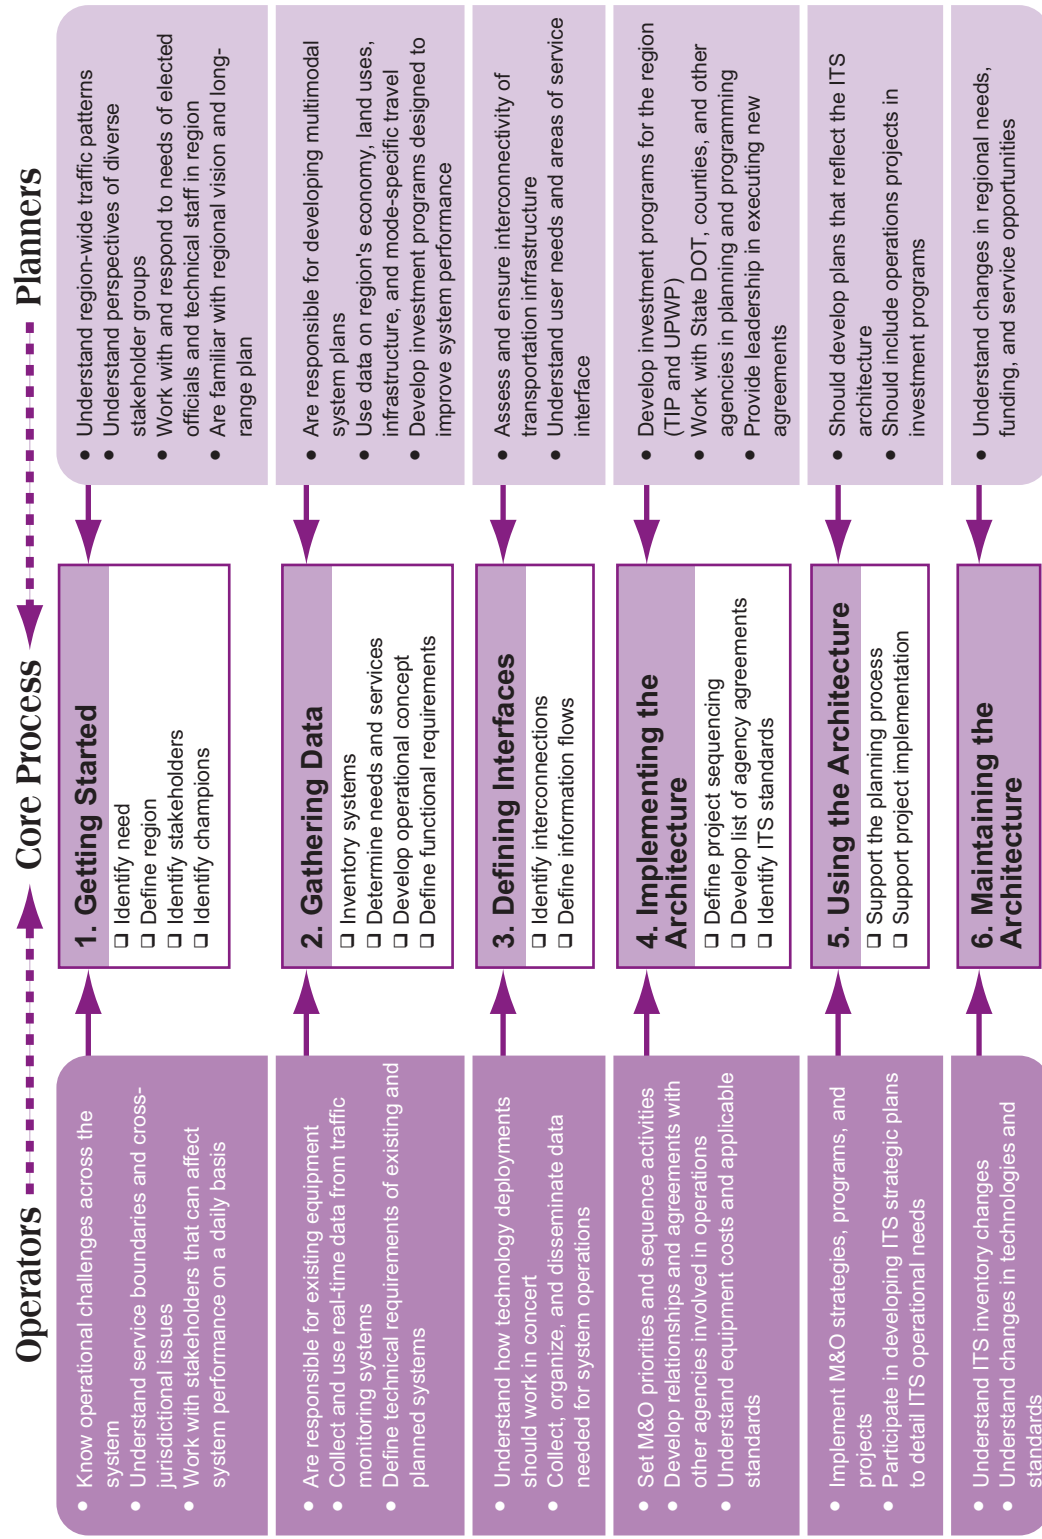 Operators
Core Process
Planners
Know operational challenges across the
system
Understand service boundaries and cross-
jurisdictional issues
Work with stakeholders that can affect
system performance on a daily basis
1. Getting Started
Identify need
Define region
Identify stakeholders
Identify champions
Understand region-wide traffic patterns
Understand perspectives of diverse
stakeholder groups
Work with and respond to needs of elected
officials and technical staff in region
Are familiar with regional vision and long-
range plan
Are responsible for existing equipment
Collect and use real-time data from traffic
monitoring systems
Define technical requirements of existing and
planned systems
2. Gathering Data
Inventory systems
Determine needs and services
Develop operational concept
Define functional requirements
Are responsible for developing multimodal
system plans
Use data on region's economy, land uses,
infrastructure, and mode-specific travel
Develop investment programs designed to
improve system performance
Understand how technology deployments
should work in concert
Collect, organize, and disseminate data
needed for system operations
3. Defining Interfaces
Identify interconnections
Define information flows
Assess and ensure interconnectivity of
transportation infrastructure
Understand user needs and areas of service
interface
Set M&O priorities and sequence activities
Develop relationships and agreements with
other agencies involved in operations
Understand equipment costs and applicable
standards
4. Implementing the
Architecture
Define project sequencing
Develop list of agency agreements
Identify ITS standards
Develop investment programs for the region
(TIP and UPWP)
Work with State DOT, counties, and other
agencies in planning and programming
Provide leadership in executing new
agreements
Implement M&O strategies, programs, and
projects
Participate in developing ITS strategic plans
to detail ITS operational needs
5. Using the Architecture
Support the planning process
Support project implementation
Should develop plans that reflect the ITS
architecture
Should include operations projects in
investment programs
Understand ITS inventory changes
Understand changes in technologies and
standards
6. Maintaining the
Architecture
Understand changes in regional needs,
funding, and service opportunities